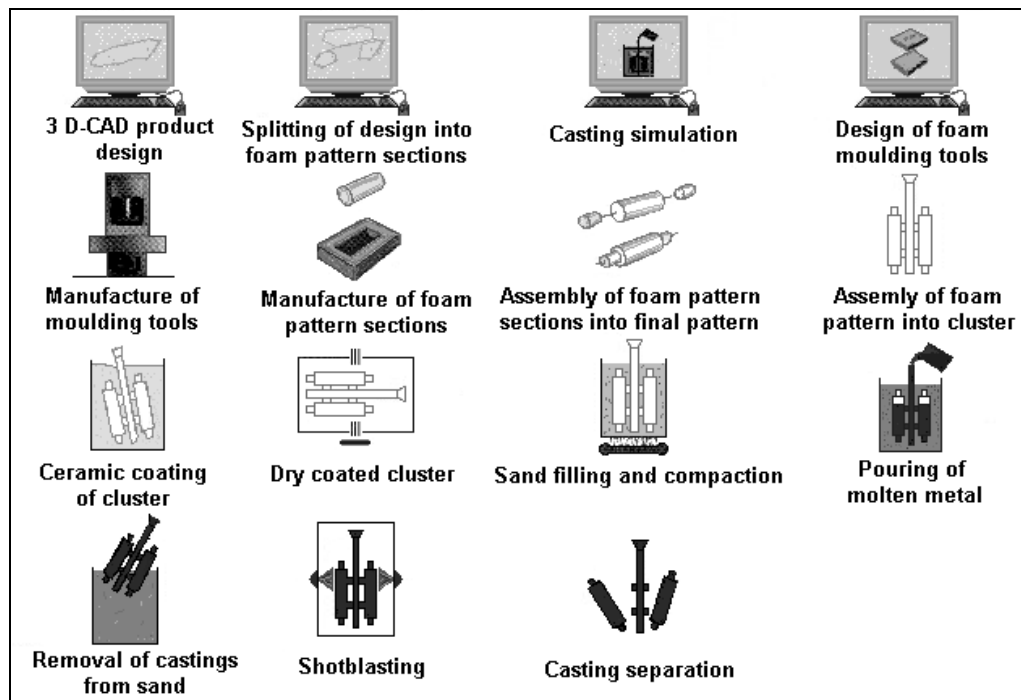 3 D-CAD product
design
Splitting of design into
foam pattern sections
Casting simulation
Design of foam
moulding tools
Manufacture of
moulding tools
Manufacture of foam
pattern sections
Assembly of foam pattern
sections into final pattern
Assemly of foam
pattern into cluster
Ceramic coating
of cluster
Dry coated cluster
Sand filling and compaction
Pouring of
molten metal
Removal of castings
from sand
Shotblasting
Casting separation